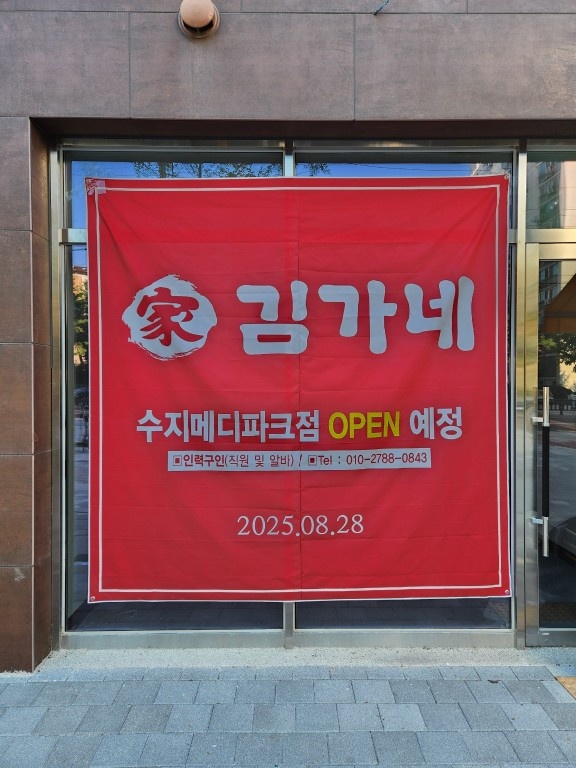 家 김가네
수지메디파크점 OPEN 예정
▣인력구인(직원 및 알바) / ▣Tel : 010-2788-0843
2025.08.28